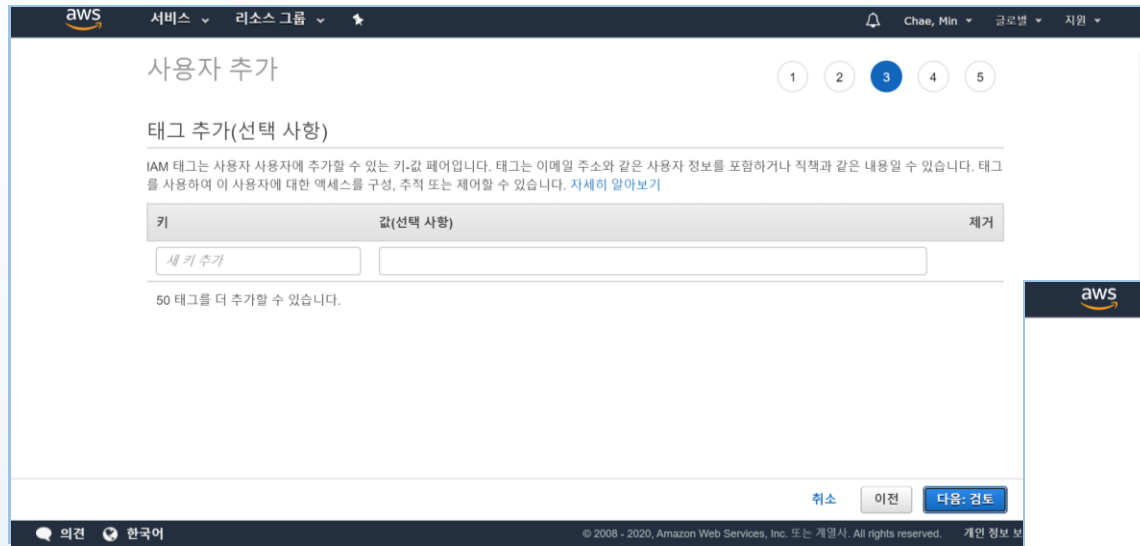 aws 서비스 리소스 그룹 Chae, Min 글로벌 지원
사용자 추가 1 2 3 4 5
태그 추가(선택 사항)
IAM 태그는 사용자 사용자에 추가할 수 있는 키-값 페어입니다. 태그는 이메일 주소와 같은 사용자 정보를 포함하거나 직책과 같은 내용일 수 있습니다. 태그
를 사용하여 이 사용자에 대한 액세스를 구성, 추적 또는 제어할 수 있습니다. 자세히 알아보기
키 값(선택 사항) 제거
새 키 추가
50 태그를 더 추가할 수 있습니다.
aws
취소 이전 다음: 검토
의견 한국어 © 2008 - 2020, Amazon Web Services, Inc. 또는 계열사. All rights reserved. 개인 정보 보